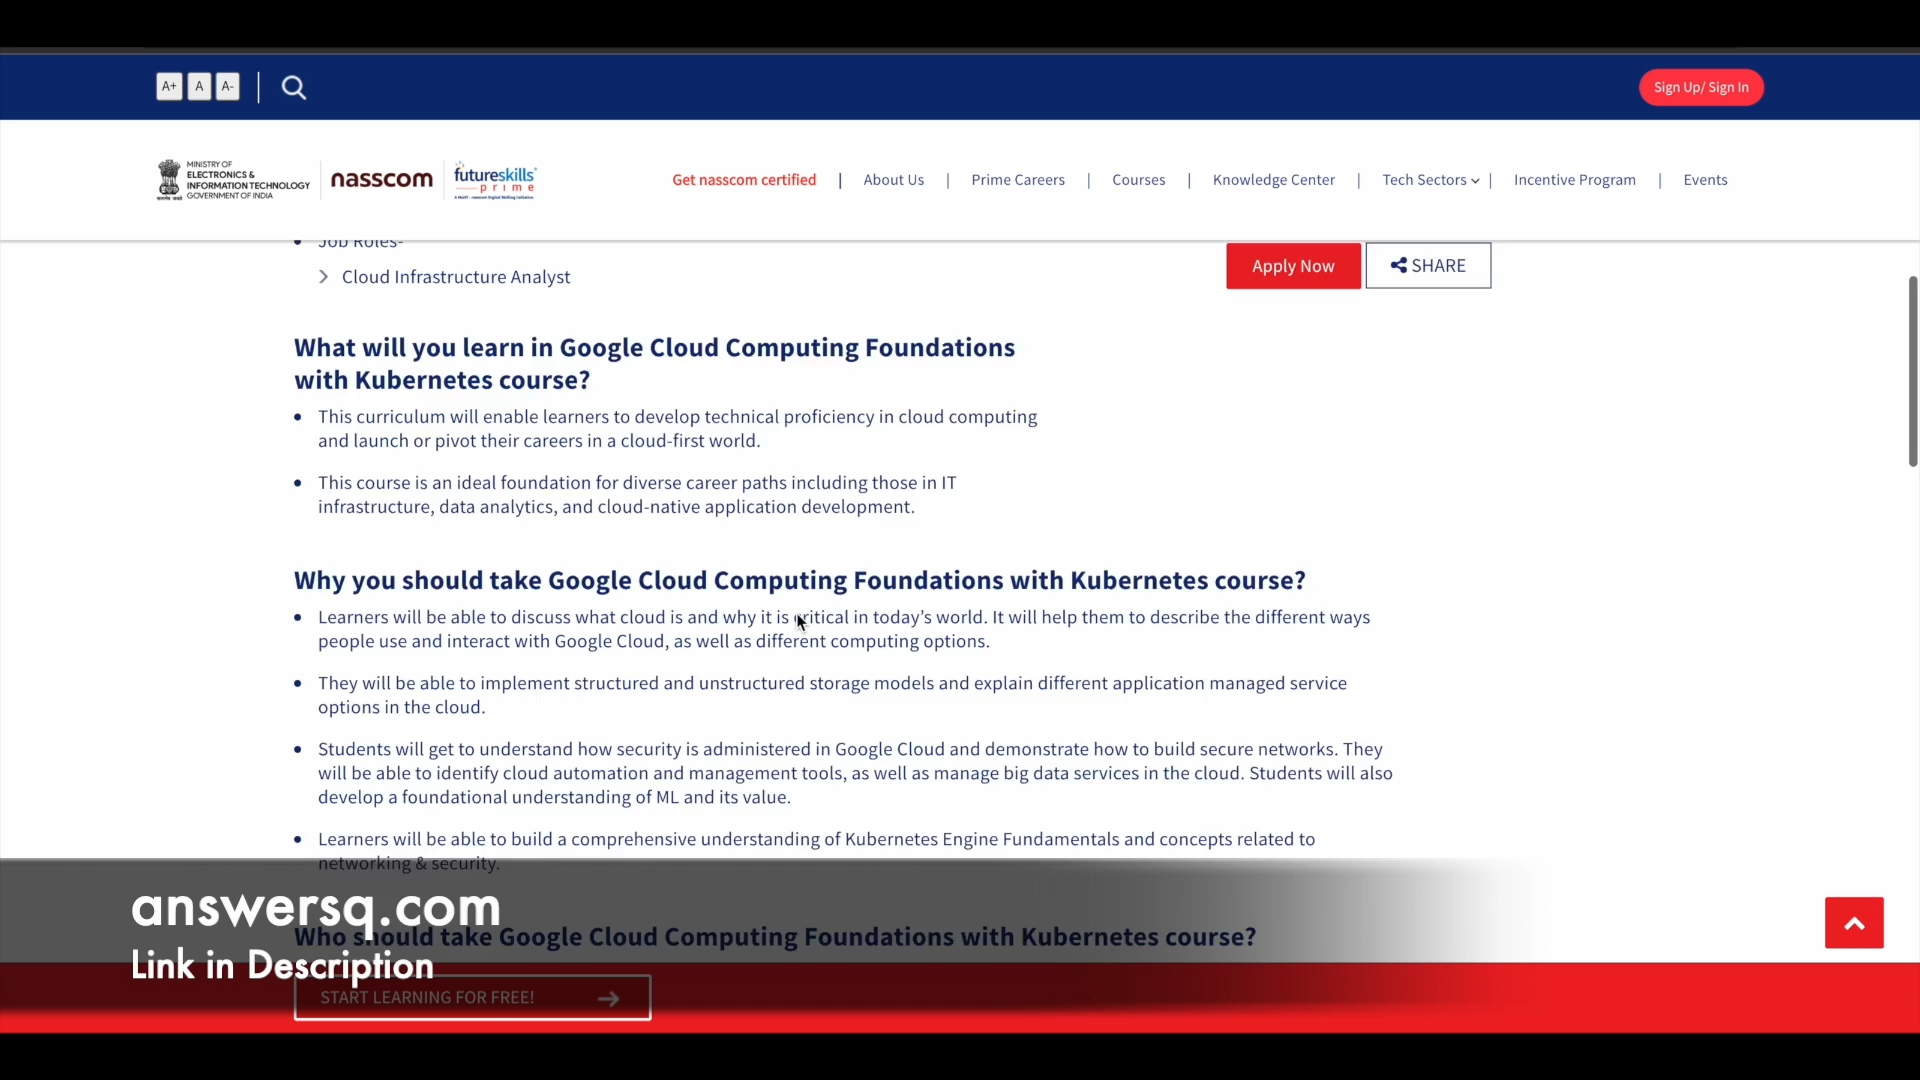 A+ A A-
Sign Up/ Sign In
MINISTRY OF
ELECTRONICS &
INFORMATION TECHNOLOGY
GOVERNMENT OF INDIA
nasscom
futureskills
prime
A MeitY - nasscom Digital Skilling Initiative
Get nasscom certified | About Us | Prime Careers | Courses | Knowledge Center | Tech Sectors | Incentive Program | Events
Job Roles-
Cloud Infrastructure Analyst
Apply Now
SHARE
What will you learn in Google Cloud Computing Foundations
with Kubernetes course?
This curriculum will enable learners to develop technical proficiency in cloud computing
and launch or pivot their careers in a cloud-first world.
This course is an ideal foundation for diverse career paths including those in IT
infrastructure, data analytics, and cloud-native application development.
Why you should take Google Cloud Computing Foundations with Kubernetes course?
Learners will be able to discuss what cloud is and why it is critical in today’s world. It will help them to describe the different ways
people use and interact with Google Cloud, as well as different computing options.
They will be able to implement structured and unstructured storage models and explain different application managed service
options in the cloud.
Students will get to understand how security is administered in Google Cloud and demonstrate how to build secure networks. They
will be able to identify cloud automation and management tools, as well as manage big data services in the cloud. Students will also
develop a foundational understanding of ML and its value.
Learners will be able to build a comprehensive understanding of Kubernetes Engine Fundamentals and concepts related to
networking & security.
answersq.com
Who should take Google Cloud Computing Foundations with Kubernetes course?
Link in Description
START LEARNING FOR FREE!